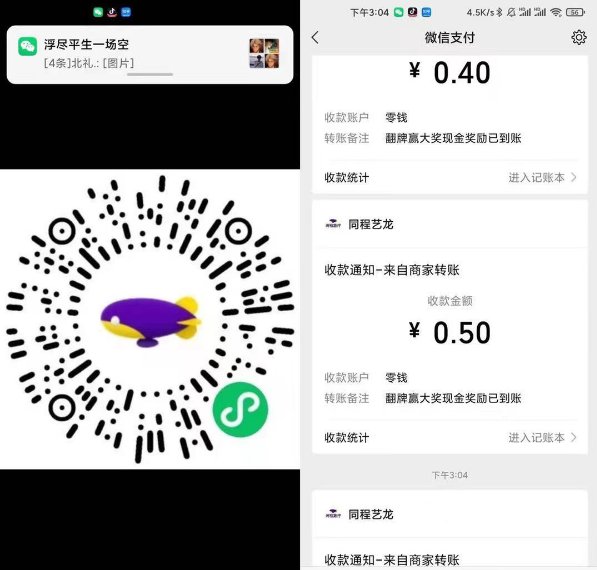 浮尽平生一场空
[4条]北礼.: [图片]
下午3:04
4.5K/s
5G
微信支付
¥ 0.40
收款账户 零钱
转账备注 翻牌赢大奖现金奖励已到账
收款统计 进入记账本
同程艺龙
收款通知-来自商家转账
收款金额
¥ 0.50
收款账户 零钱
转账备注 翻牌赢大奖现金奖励已到账
收款统计 进入记账本
下午3:04
同程艺龙
收款通知-来自商家转账